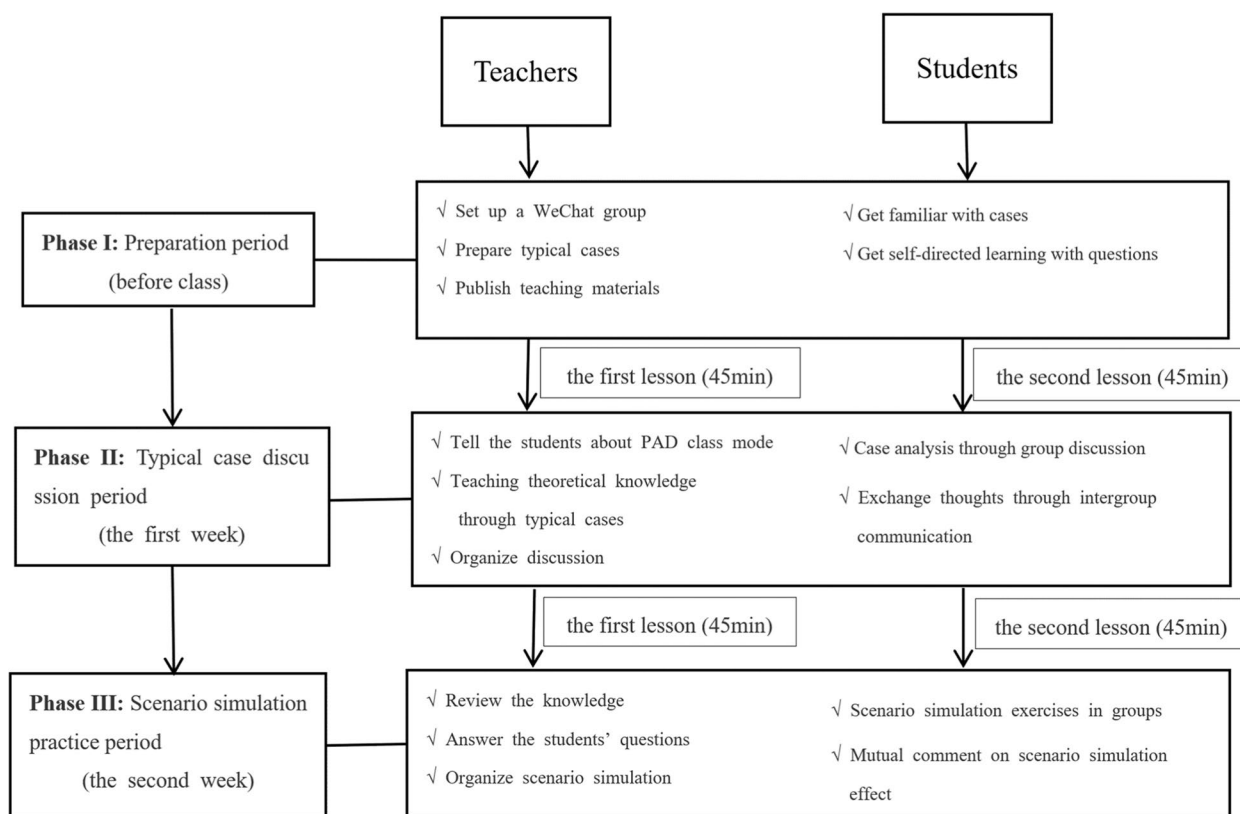 Teachers
Students
Phase I: Preparation period
(before class)
√ Set up a WeChat group
√ Prepare typical cases
√ Publish teaching materials
√ Get familiar with cases
√ Get self-directed learning with questions
the first lesson (45min)
the second lesson (45min)
Phase II: Typical case discu
ssion period
(the first week)
√ Tell the students about PAD class mode
√ Teaching theoretical knowledge
through typical cases
√ Organize discussion
√ Case analysis through group discussion
√ Exchange thoughts through intergroup
communication
the first lesson (45min)
the second lesson (45min)
Phase III: Scenario simulation
practice period
(the second week)
√ Review the knowledge
√ Answer the students’ questions
√ Organize scenario simulation
√ Scenario simulation exercises in groups
√ Mutual comment on scenario simulation
effect